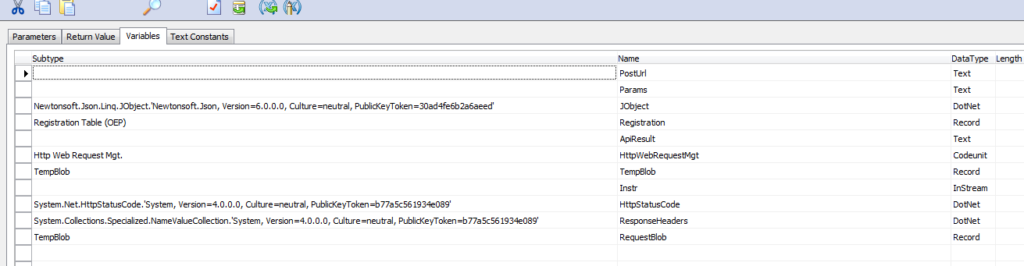 Parameters Return Value Variables Text Constants
Subtype Name DataType Length
PostUrl Text
Params Text
Newtonsoft.Json.Linq.JObject.'Newtonsoft.Json, Version=6.0.0.0, Culture=neutral, PublicKeyToken=30ad4fe6b2a6aeed' JObject DotNet
Registration Table (OEP) Registration Record
ApiResult Text
Http Web Request Mgt. HttpWebRequestMgt Codeunit
TempBlob TempBlob Record
Instr InStream
System.Net.HttpStatusCode.'System, Version=4.0.0.0, Culture=neutral, PublicKeyToken=b77a5c561934e089' HttpStatusCode DotNet
System.Collections.Specialized.NameValueCollection.'System, Version=4.0.0.0, Culture=neutral, PublicKeyToken=b77a5c561934e089' ResponseHeaders DotNet
TempBlob RequestBlob Record